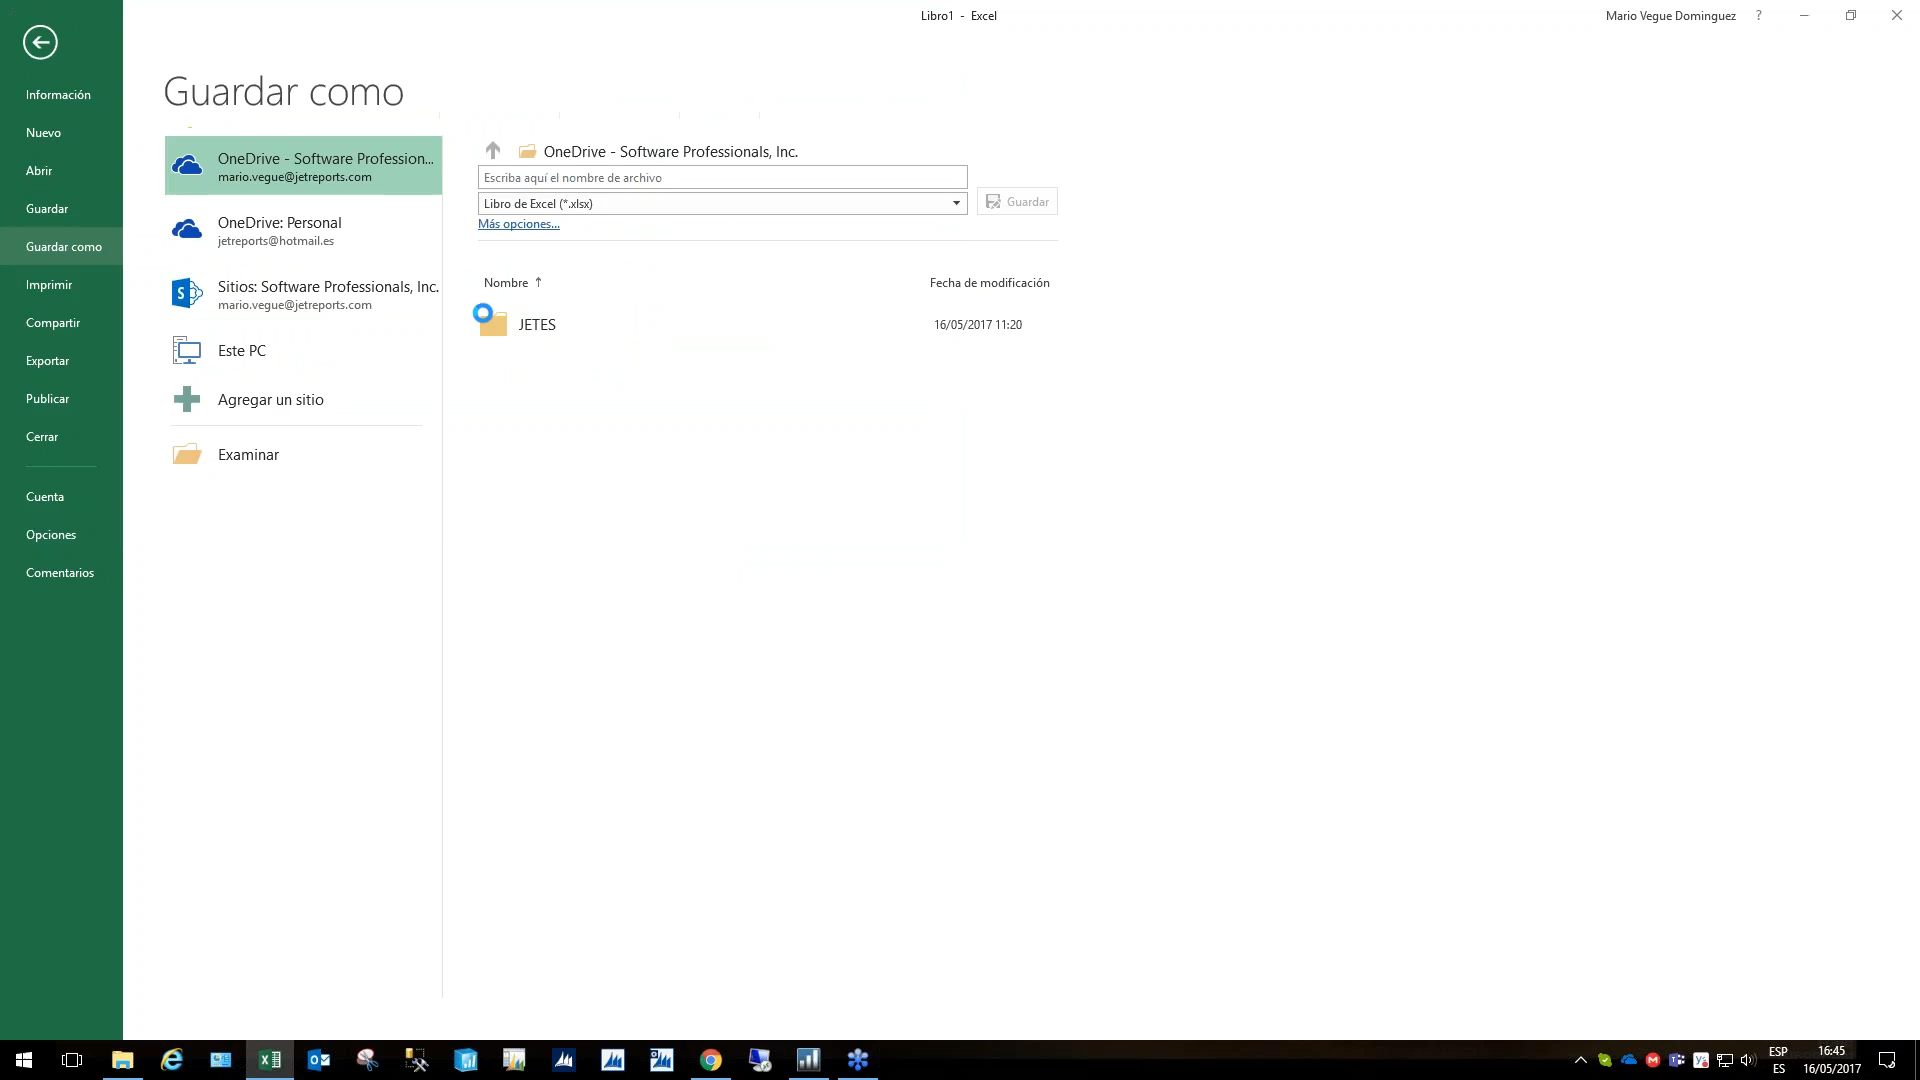 Libro1 - Excel
Mario Vegue Dominguez
?
Información
Nuevo
Abrir
Guardar
Guardar como
Imprimir
Compartir
Exportar
Publicar
Cerrar
Cuenta
Opciones
Comentarios
Guardar como
OneDrive - Software Profession...
mario.vegue@jetreports.com
OneDrive: Personal
jetreports@hotmail.es
Sitios: Software Professionals, Inc.
mario.vegue@jetreports.com
Este PC
Agregar un sitio
Examinar
OneDrive - Software Professionals, Inc.
Escriba aquí el nombre de archivo
Libro de Excel (*.xlsx)
Guardar
Más opciones...
Nombre ↑
Fecha de modificación
JETES
16/05/2017 11:20
ESP
ES
16:45
16/05/2017